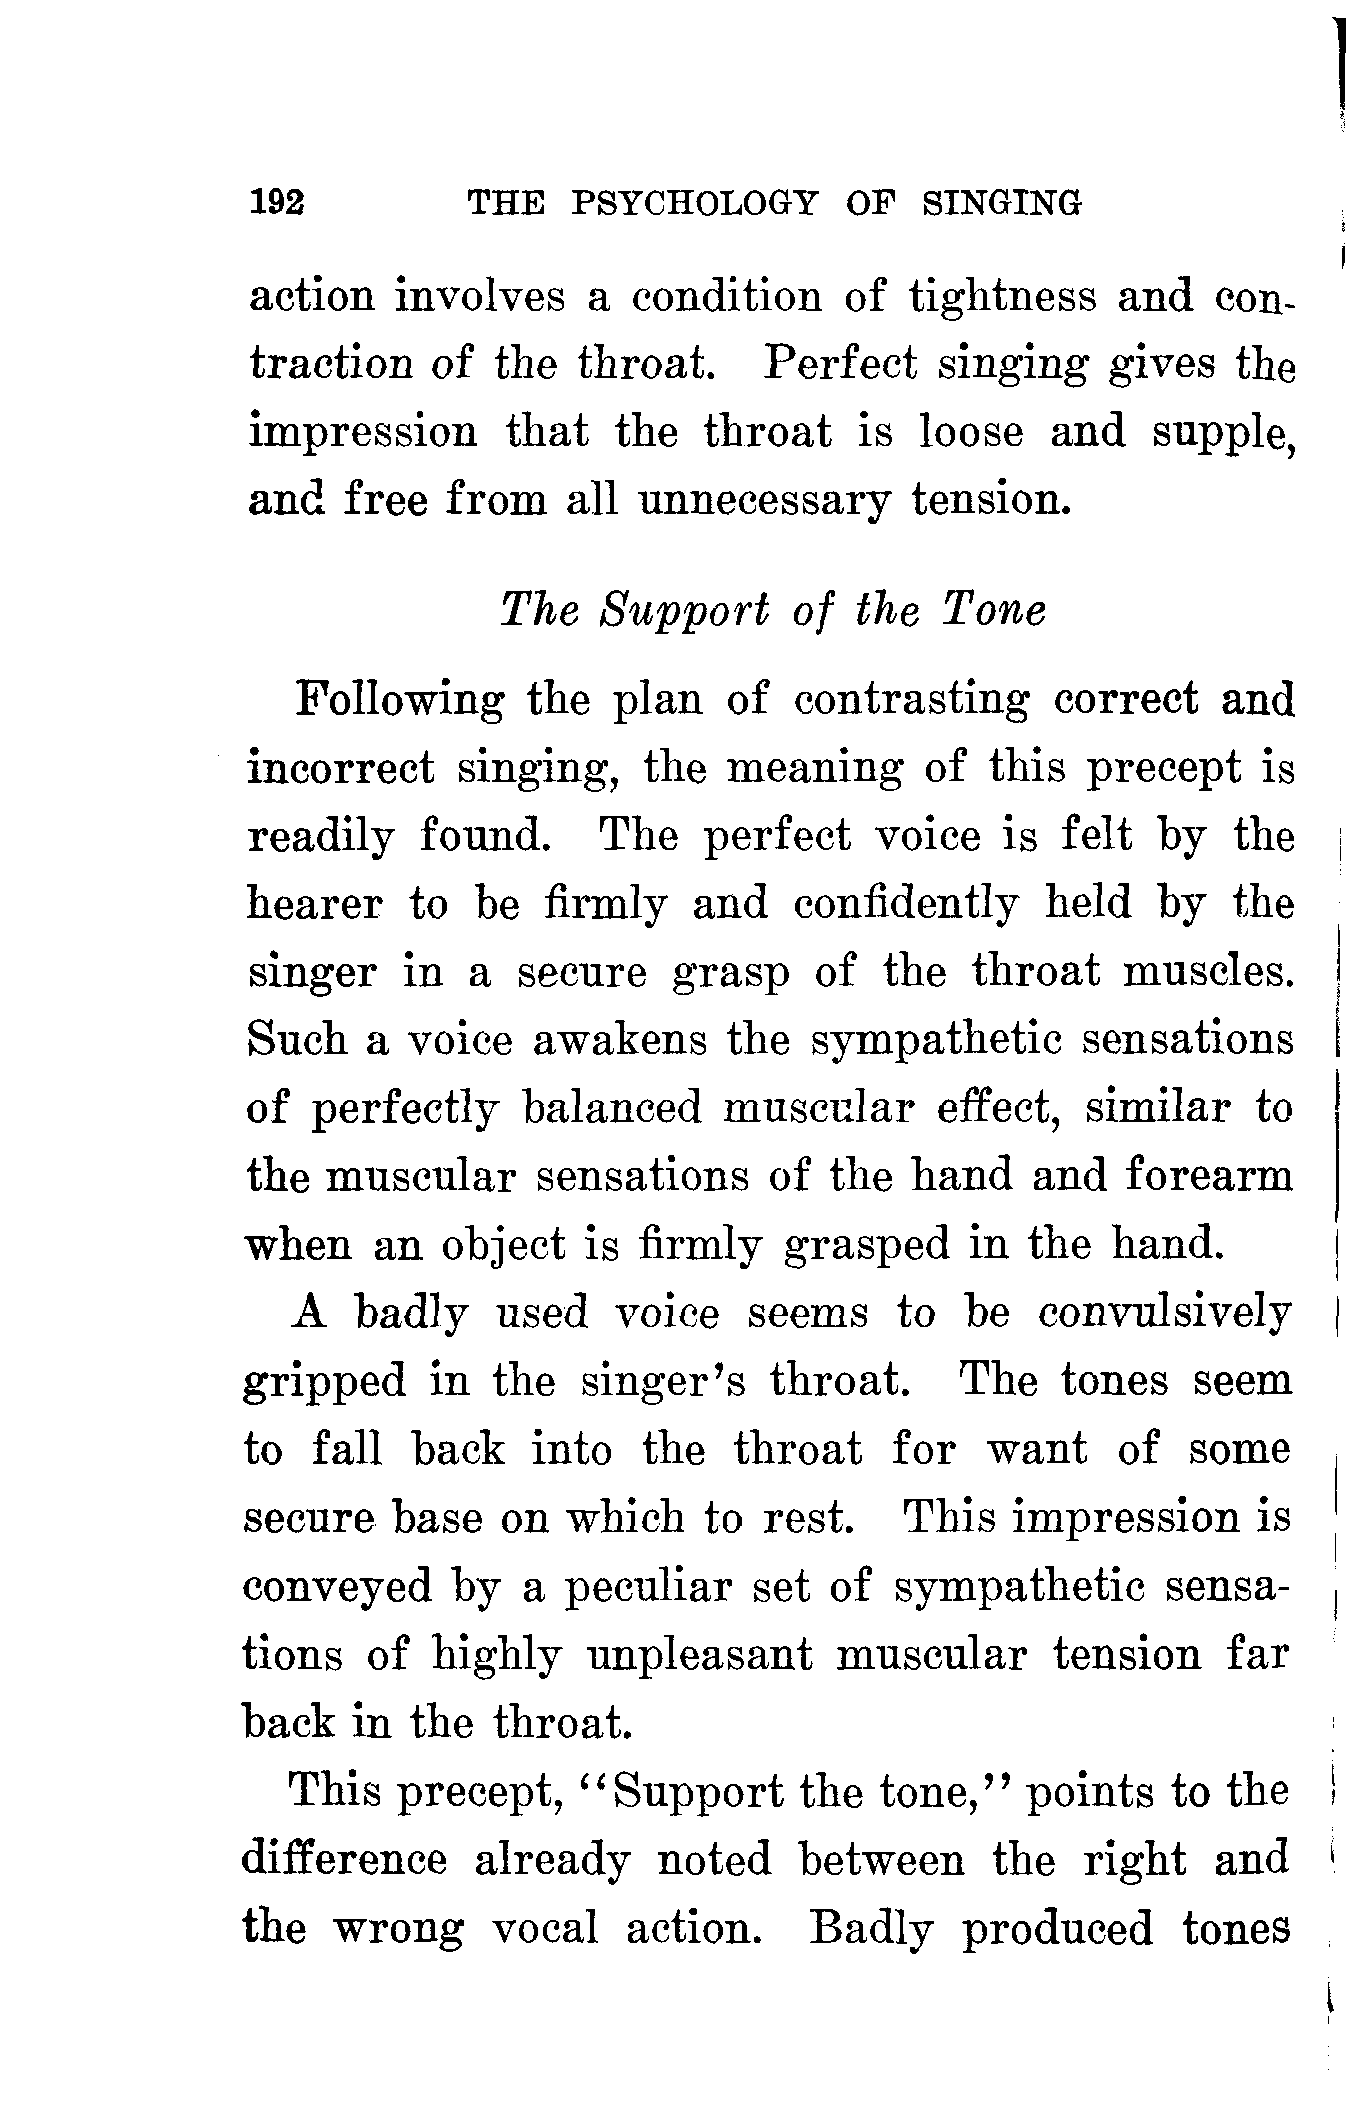 192 THE PSYCHOLOGY OF SINGING
action involves a condition of tightness and con-
traction of the throat. Perfect singing gives the
impression that the throat is loose and supple,
and free from all unnecessary tension.
The Support of the Tone
Following the plan of contrasting correct and
incorrect singing, the meaning of this precept is
readily found. The perfect voice is felt by the
hearer to be firmly and confidently held by the
singer in a secure grasp of the throat muscles.
Such a voice awakens the sympathetic sensations
of perfectly balanced muscular effect, similar to
the muscular sensations of the hand and forearm
when an object is firmly grasped in the hand.
A badly used voice seems to be convulsively
gripped in the singer's throat. The tones seem
to fall back into the throat for want of some
secure base on which to rest. This impression is
conveyed by a peculiar set of sympathetic sensa-
tions of highly unpleasant muscular tension far
back in the throat.
This precept, "Support the tone," points to the
difference already noted between the right and
the wrong vocal action. Badly produced tones